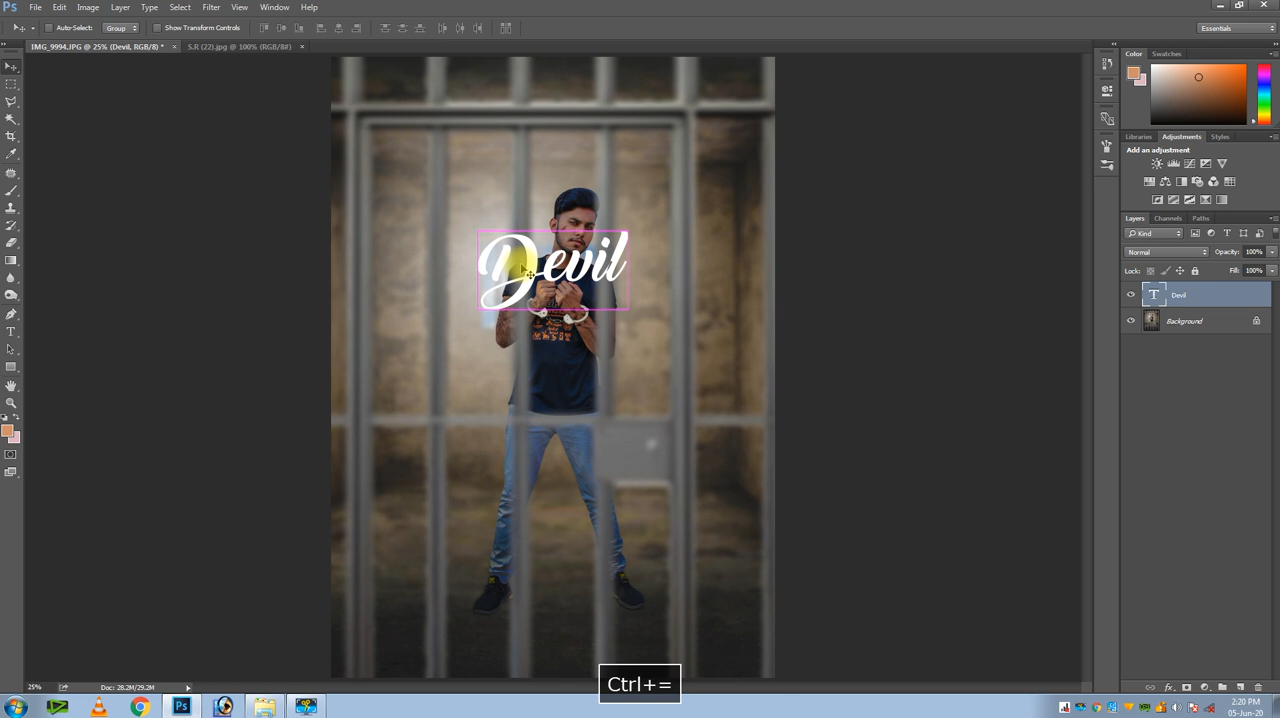 Ps File Edit Image Layer Type Select Filter View Window Help
Auto-Select: Group Show Transform Controls Essentials
IMG_9994.JPG @ 25% (Devil, RGB/8) * × S.R (22).jpg @ 100% (RGB/8#) ×
Color Swatches
Libraries Adjustments Styles
Add an adjustment
Layers Channels Paths
Kind
Normal Opacity: 100%
Lock: Fill: 100%
T Devil
Background
Devil
25% Doc: 28.2M/29.2M
Ctrl+=
Ps
2:20 PM
05-Jun-20